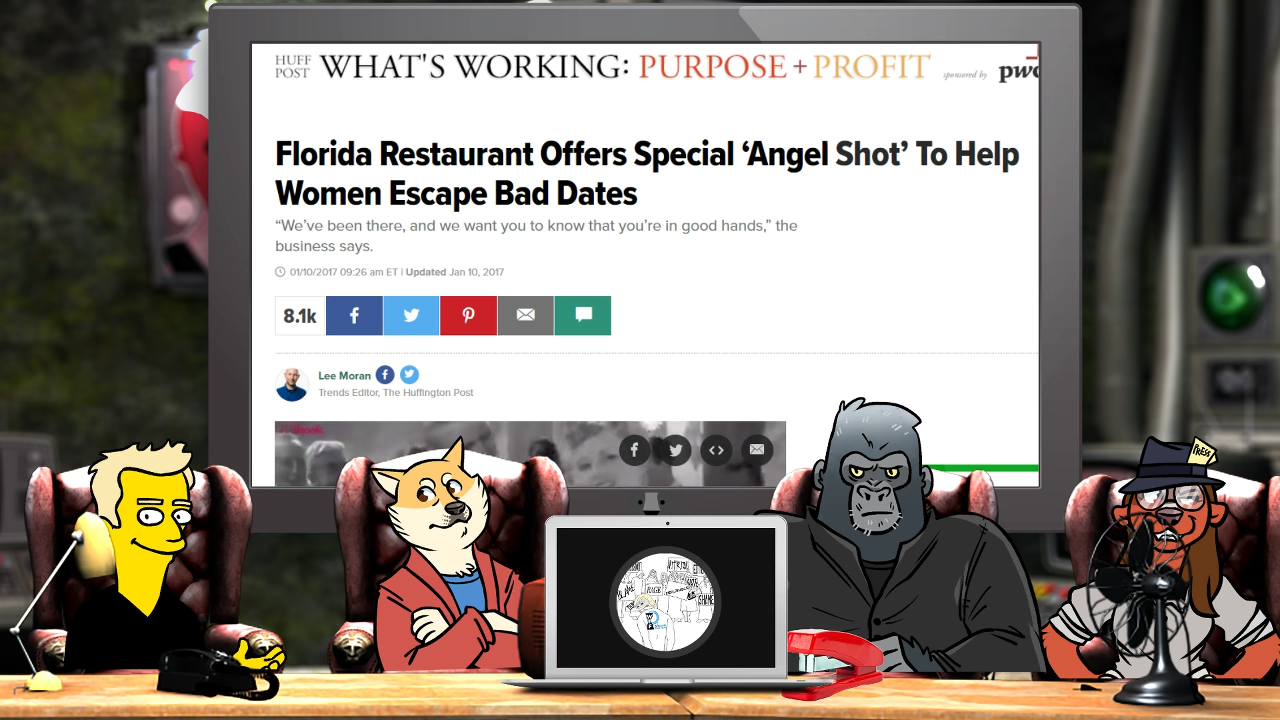 HUFF
POST
WHAT'S WORKING: PURPOSE + PROFIT
sponsored by
pwc
Florida Restaurant Offers Special ‘Angel Shot’ To Help
Women Escape Bad Dates
“We’ve been there, and we want you to know that you’re in good hands,” the
business says.
01/10/2017 09:26 am ET | Updated Jan 10, 2017
8.1k
Lee Moran
Trends Editor, The Huffington Post
PRESS